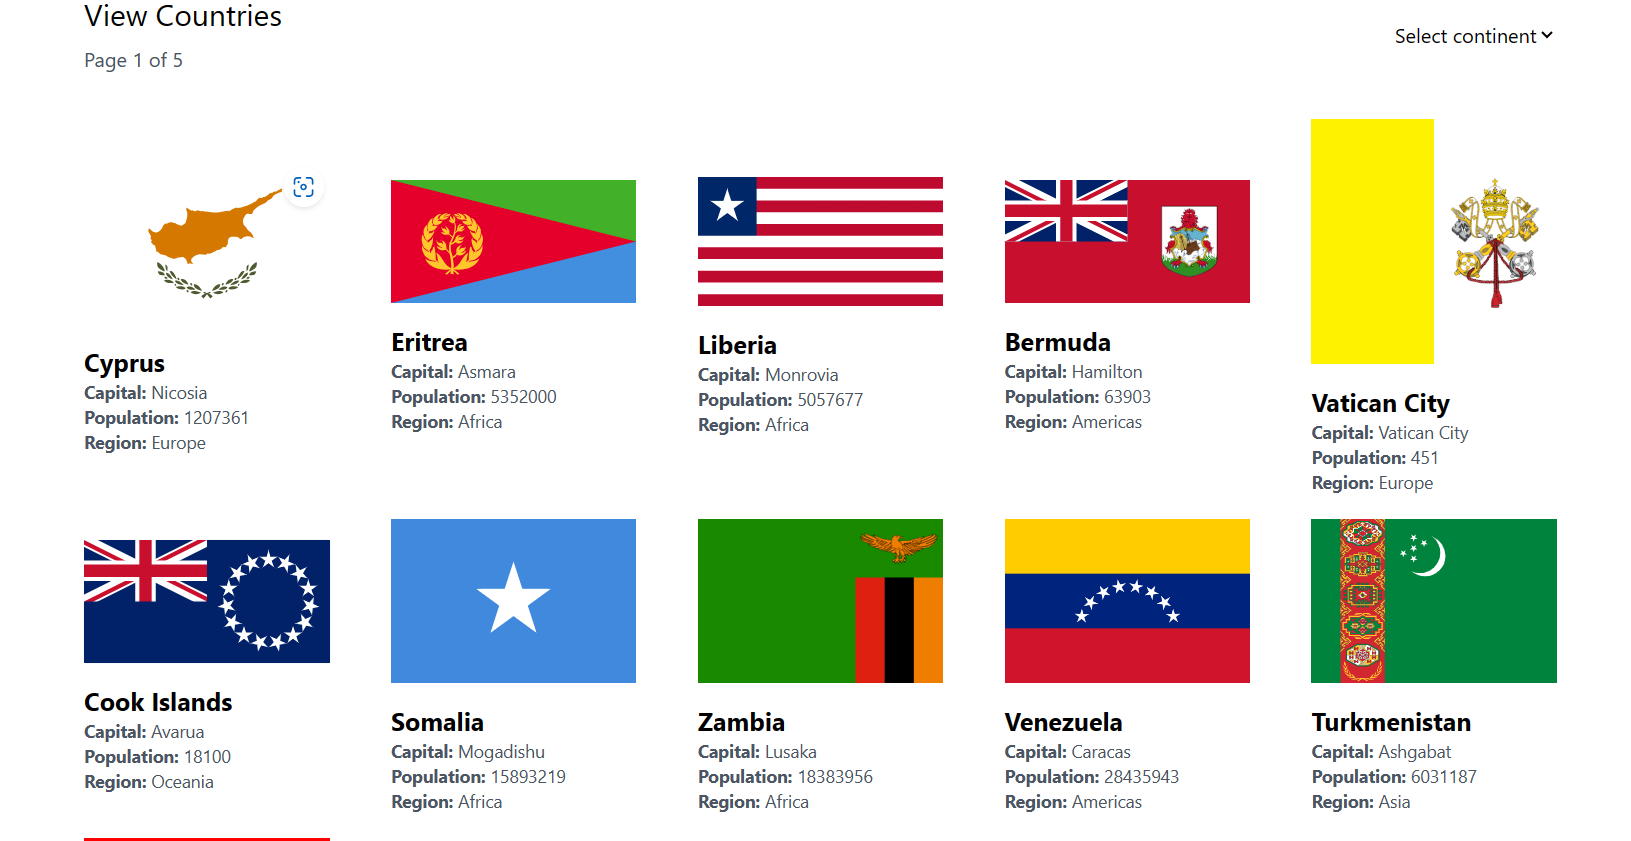 View Countries
Page 1 of 5
Select continent
Cyprus
Capital: Nicosia
Population: 1207361
Region: Europe
Eritrea
Capital: Asmara
Population: 5352000
Region: Africa
Liberia
Capital: Monrovia
Population: 5057677
Region: Africa
Bermuda
Capital: Hamilton
Population: 63903
Region: Americas
Vatican City
Capital: Vatican City
Population: 451
Region: Europe
Cook Islands
Capital: Avarua
Population: 18100
Region: Oceania
Somalia
Capital: Mogadishu
Population: 15893219
Region: Africa
Zambia
Capital: Lusaka
Population: 18383956
Region: Africa
Venezuela
Capital: Caracas
Population: 28435943
Region: Americas
Turkmenistan
Capital: Ashgabat
Population: 6031187
Region: Asia